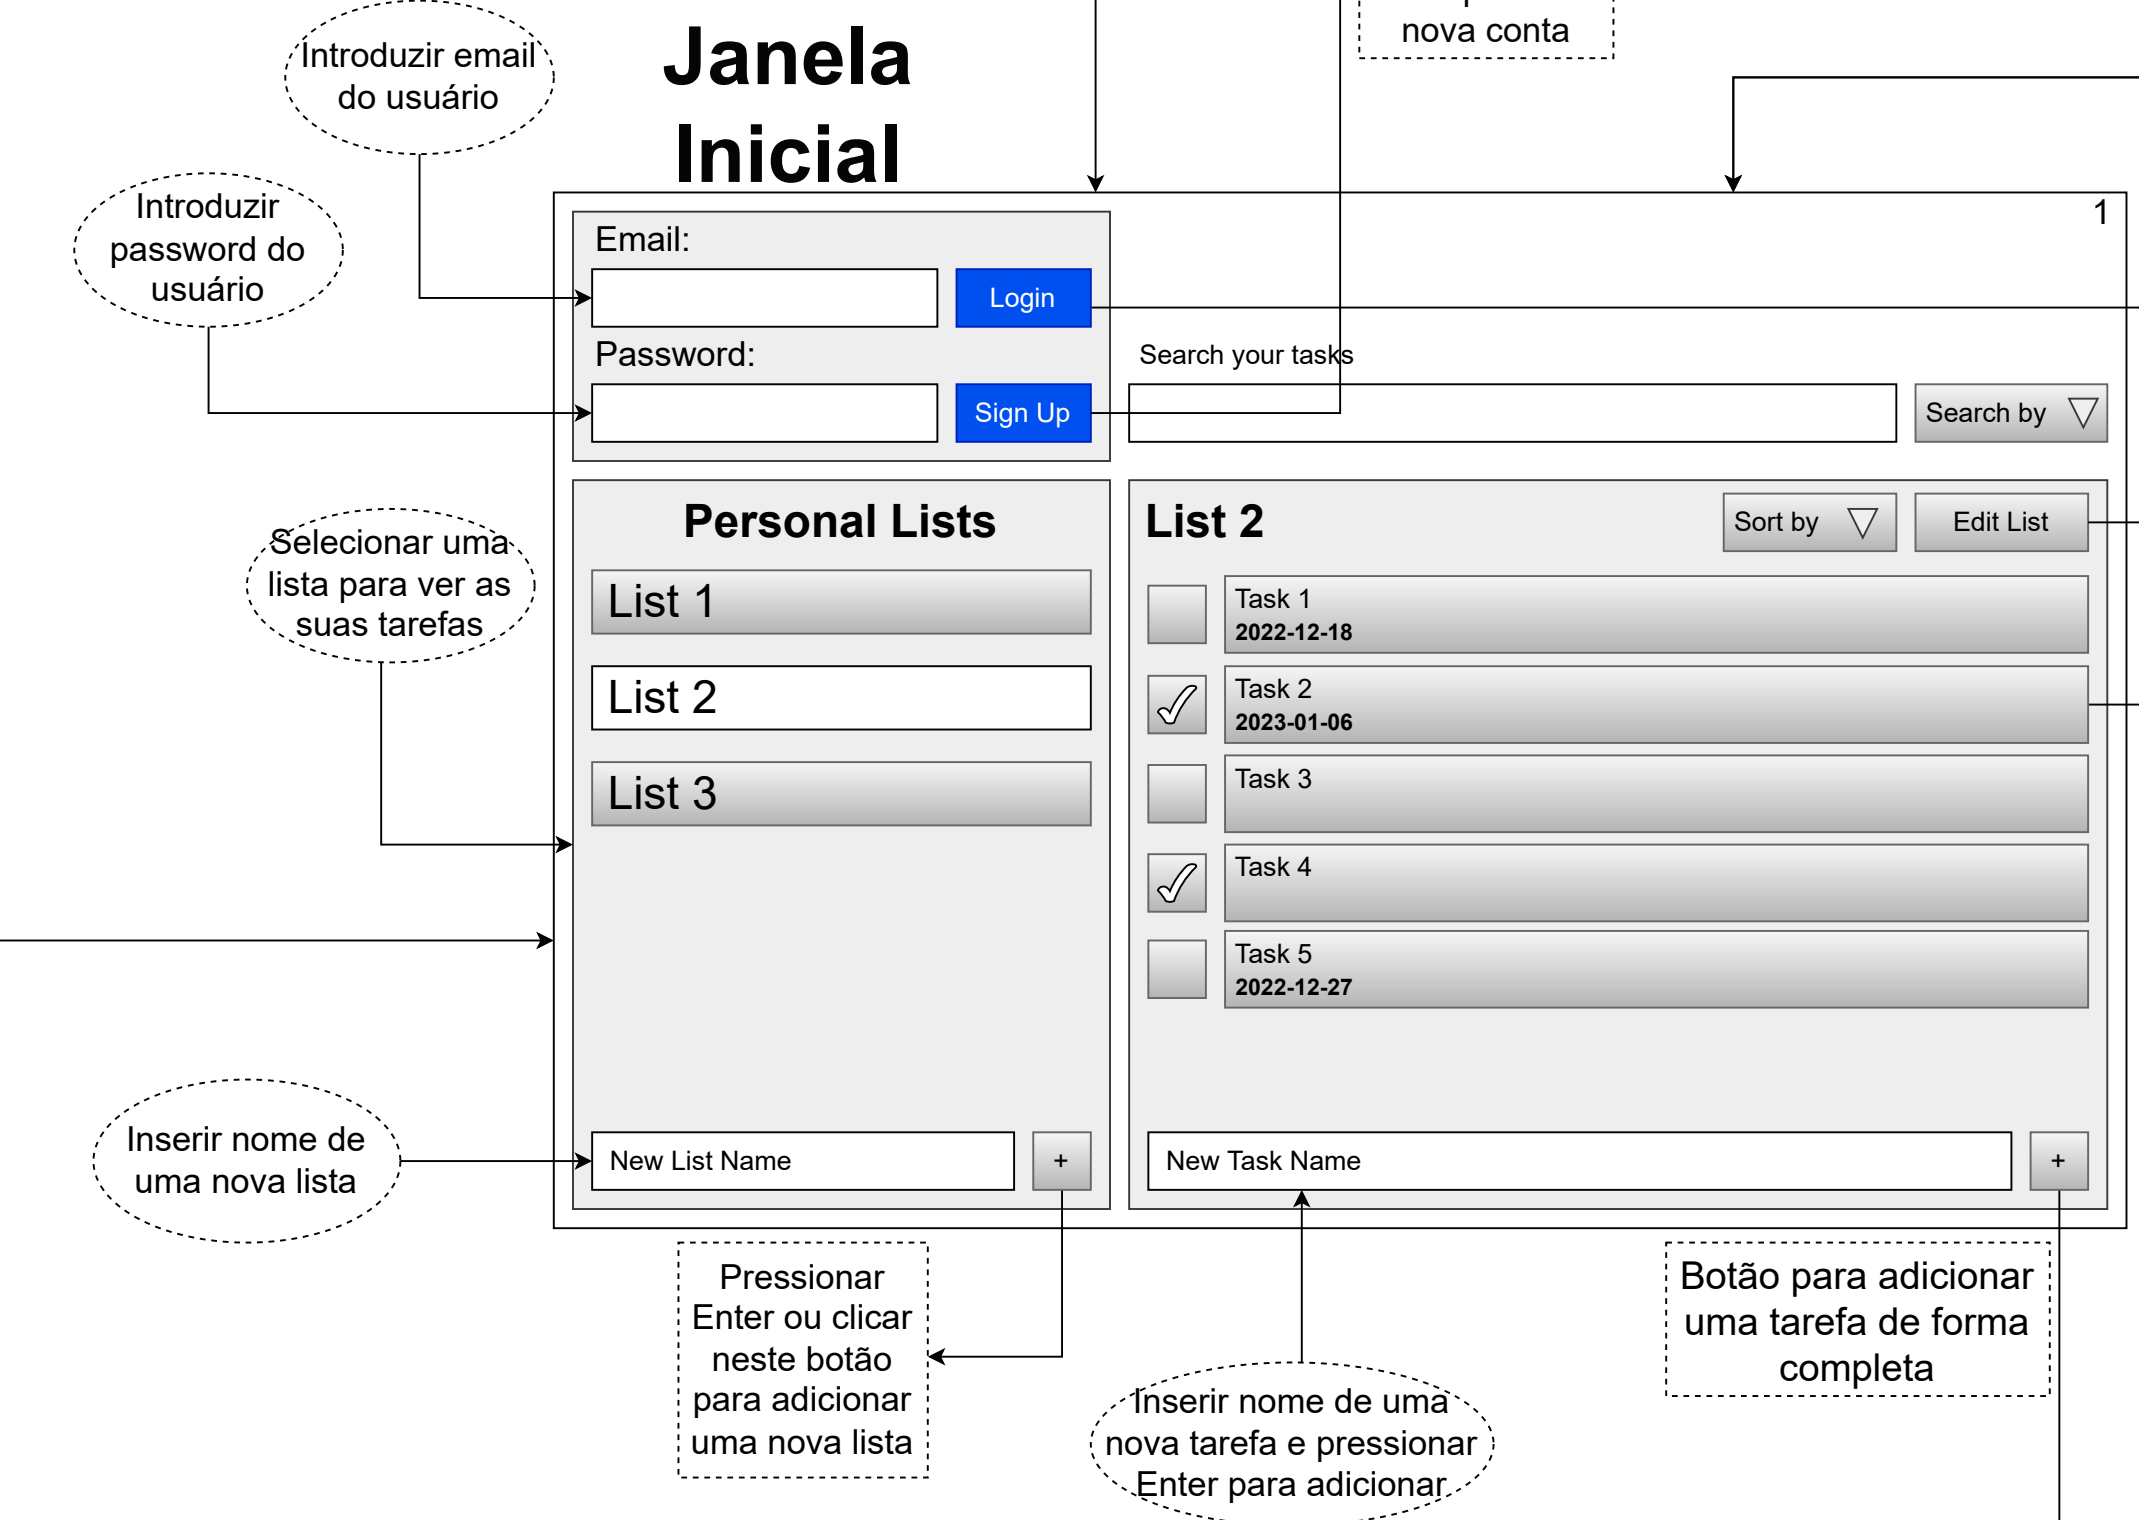 Introduzir email
do usuário
Janela
Inicial
nova conta
Introduzir
password do
usuário
1
Email:
Login
Password:
Search your tasks
Sign Up
Search by
Selecionar uma
lista para ver as
suas tarefas
Personal Lists
List 1
List 2
List 3
List 2
Sort by
Edit List
Task 1
2022-12-18
Task 2
2023-01-06
Task 3
Task 4
Task 5
2022-12-27
Inserir nome de
uma nova lista
New List Name
+
New Task Name
+
Pressionar
Enter ou clicar
neste botão
para adicionar
uma nova lista
Inserir nome de uma
nova tarefa e pressionar
Enter para adicionar
Botão para adicionar
uma tarefa de forma
completa